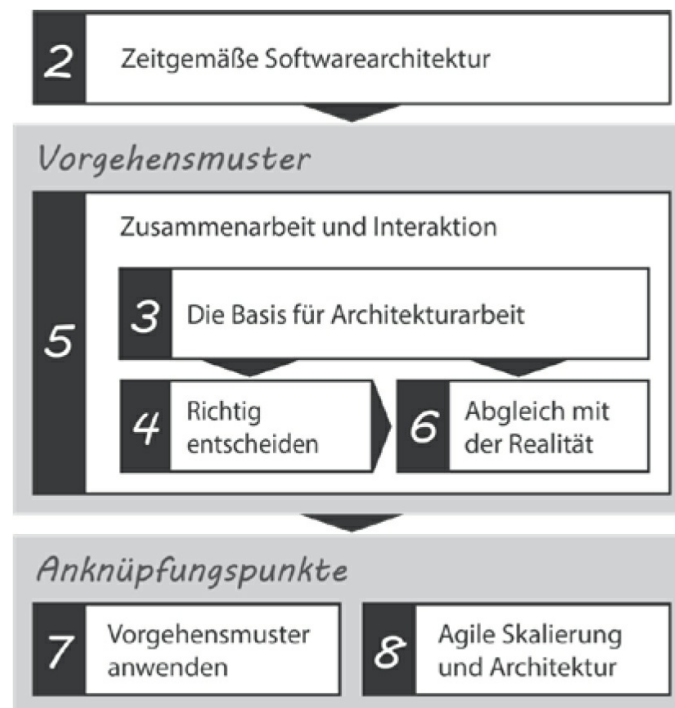 2 Zeitgemäße Softwarearchitektur
Vorgehensmuster
5 Zusammenarbeit und Interaktion
3 Die Basis für Architekturarbeit
4 Richtig
entscheiden
6 Abgleich mit
der Realität
Anknüpfungspunkte
7 Vorgehensmuster
anwenden
8 Agile Skalierung
und Architektur